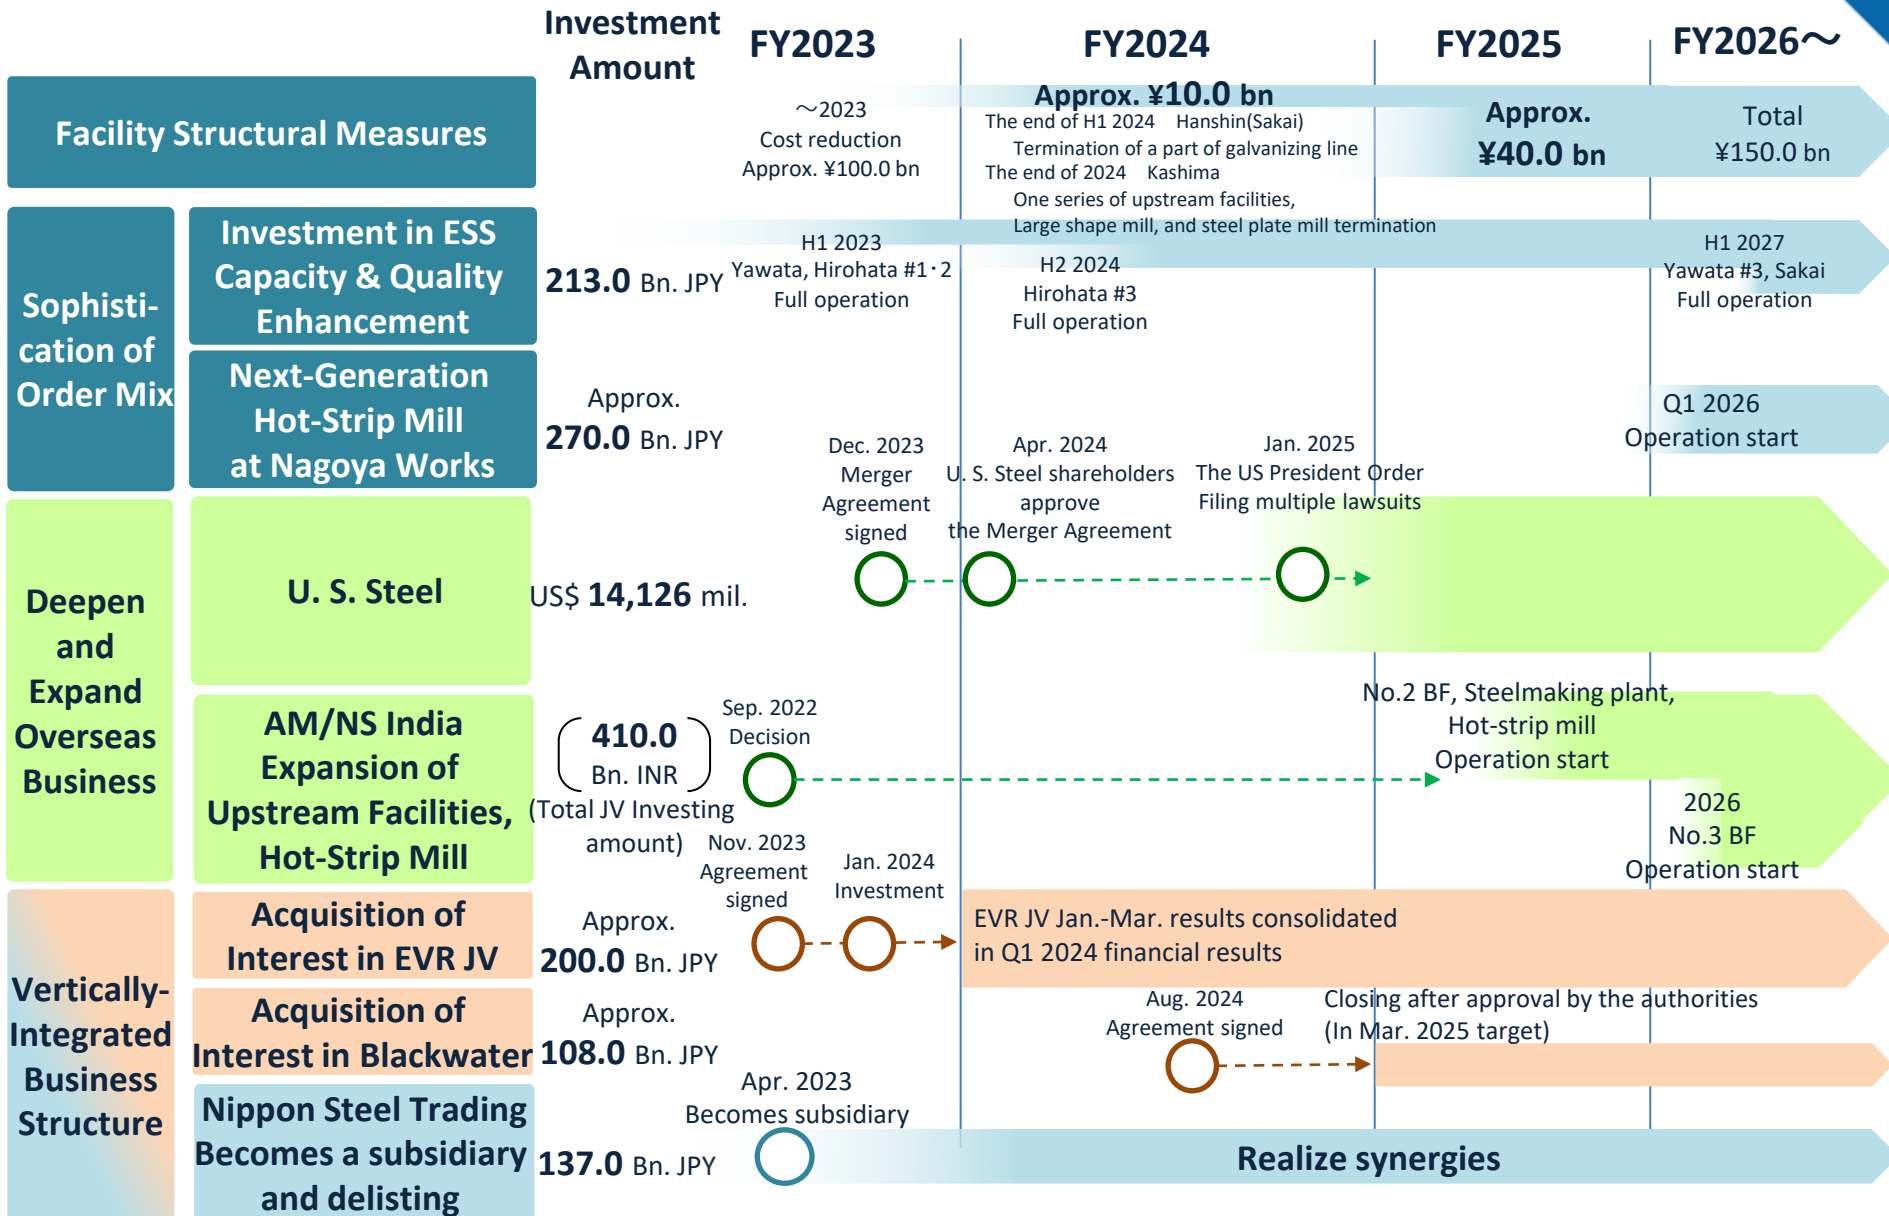 Investment
Amount
FY2023
FY2024
FY2025
FY2026～
Facility Structural Measures
～2023
Cost reduction
Approx. ¥100.0 bn
Approx. ¥10.0 bn
The end of H1 2024 Hanshin(Sakai)
Termination of a part of galvanizing line
The end of 2024 Kashima
One series of upstream facilities,
Large shape mill, and steel plate mill termination
Approx.
¥40.0 bn
Total
¥150.0 bn
Sophisti-
cation of
Order Mix
Investment in ESS
Capacity & Quality
Enhancement
213.0 Bn. JPY
H1 2023
Yawata, Hirohata #1・2
Full operation
H2 2024
Hirohata #3
Full operation
H1 2027
Yawata #3, Sakai
Full operation
Next-Generation
Hot-Strip Mill
at Nagoya Works
Approx.
270.0 Bn. JPY
Q1 2026
Operation start
Deepen
and
Expand
Overseas
Business
U. S. Steel
US$ 14,126 mil.
Dec. 2023
Merger
Agreement
signed
Apr. 2024
U. S. Steel shareholders
approve
the Merger Agreement
Jan. 2025
The US President Order
Filing multiple lawsuits
AM/NS India
Expansion of
Upstream Facilities,
Hot-Strip Mill
410.0
Bn. INR
(Total JV Investing
amount)
Sep. 2022
Decision
No.2 BF, Steelmaking plant,
Hot-strip mill
Operation start
2026
No.3 BF
Operation start
Vertically-
Integrated
Business
Structure
Acquisition of
Interest in EVR JV
Approx.
200.0 Bn. JPY
Nov. 2023
Agreement
signed
Jan. 2024
Investment
EVR JV Jan.-Mar. results consolidated
in Q1 2024 financial results
Acquisition of
Interest in Blackwater
Approx.
108.0 Bn. JPY
Aug. 2024
Agreement signed
Closing after approval by the authorities
(In Mar. 2025 target)
Nippon Steel Trading
Becomes a subsidiary
and delisting
137.0 Bn. JPY
Apr. 2023
Becomes subsidiary
Realize synergies